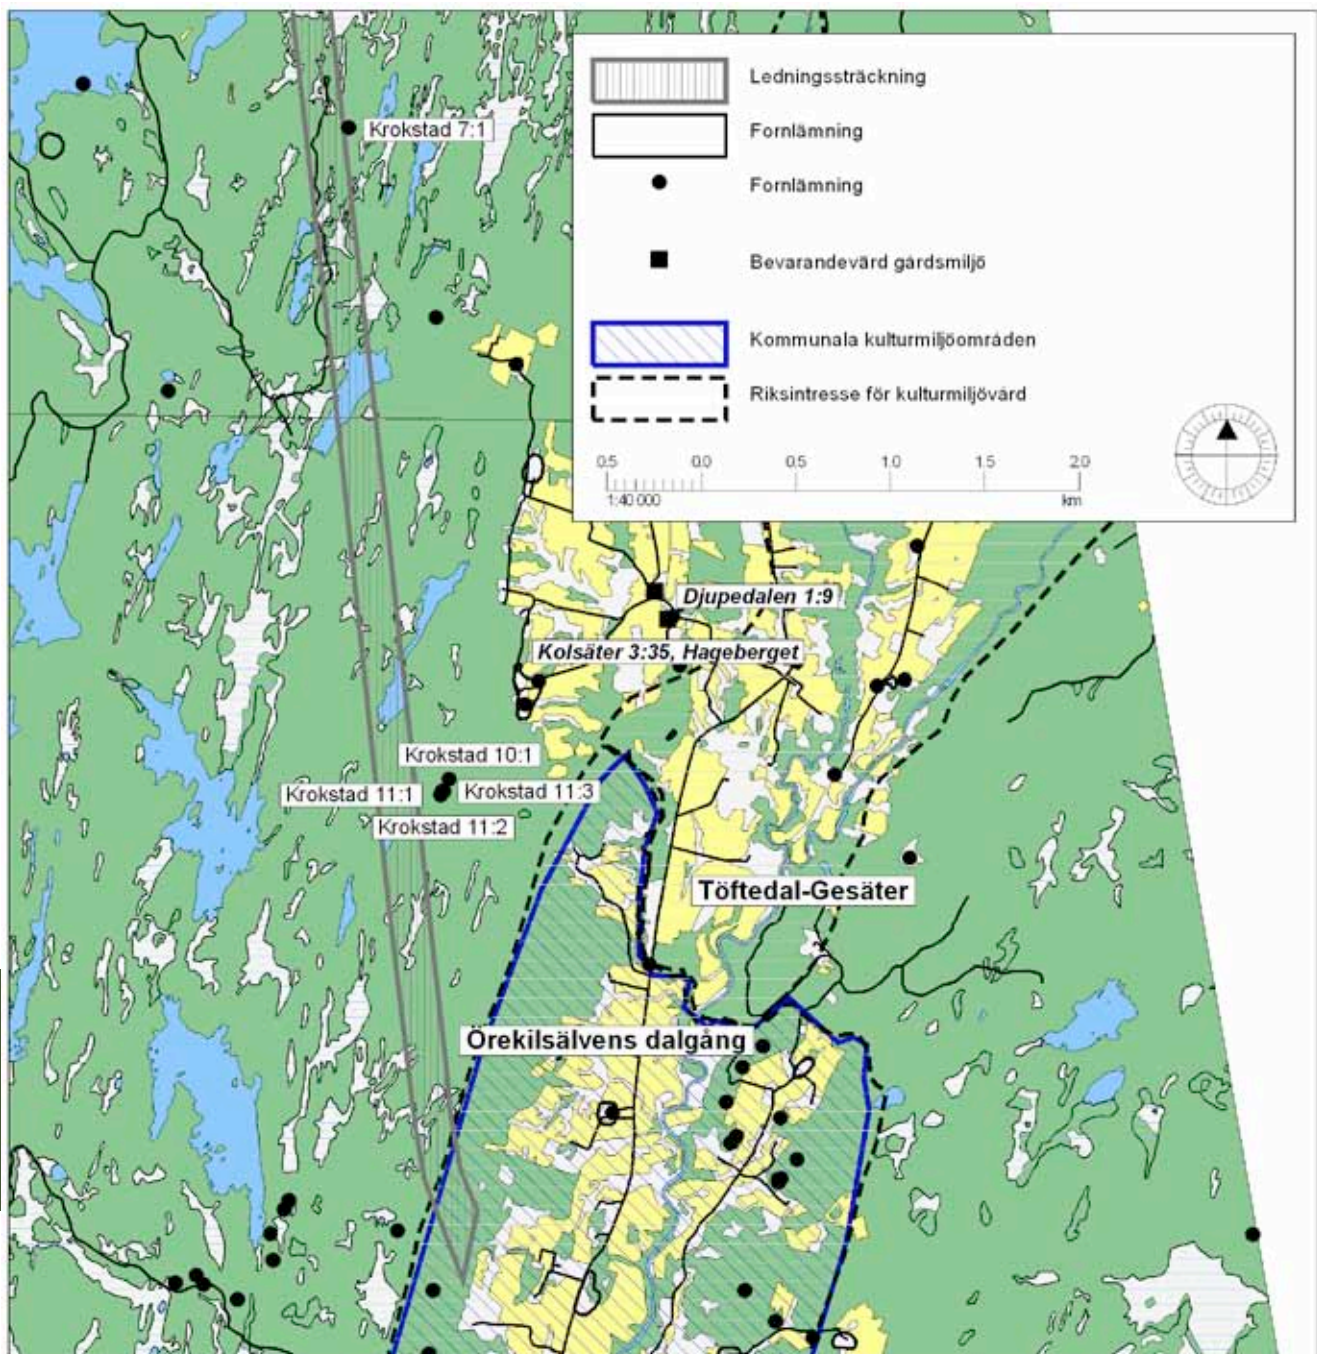 Ledningssträckning
Fornlämning
Krokstad 7:1
Fornlämning
Bevarandevärd gårdsmiljö
Kommunala kulturmiljöområden
Riksintresse för kulturmiljövård
0.5 0.0 0.5 1.0 1.5 2.0
1:40 000 km
Djupedalen 1:9
Kolsäter 3:35, Hageberget
Krokstad 10:1
Krokstad 11:1
Krokstad 11:3
Krokstad 11:2
Töftedal-Gesäter
Örekilsälvens dalgång